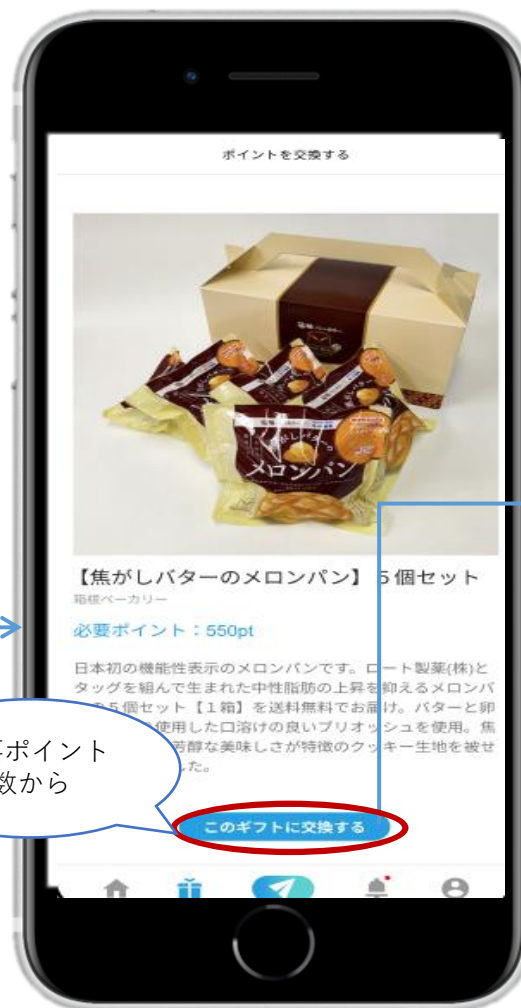 ポイントを交換する
焦がしバターの
メロンパン
【焦がしバターのメロンパン】５個セット
箱根ベーカリー
必要ポイント：550pt
日本初の機能性表示のメロンパンです。ロート製薬(株)と
タッグを組んで生まれた中性脂肪の上昇を抑えるメロンパ
５個セット【１箱】を送料無料でお届け。バターと卵
使用した口溶けの良いブリオッシュを使用。焦
芳醇な美味しさが特徴のクッキー生地を被せ
た。
ポイント
数から
このギフトに交換する